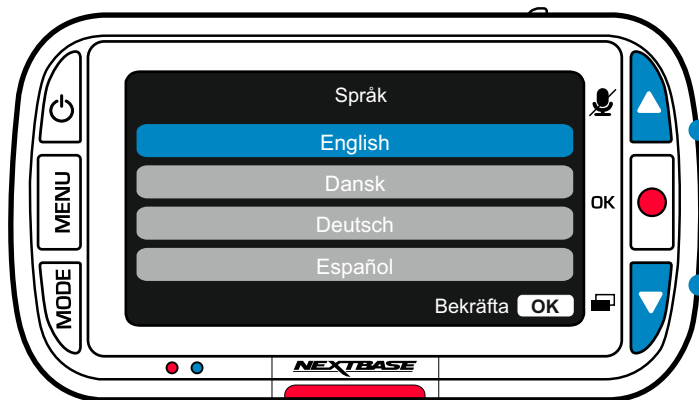 Språk
English
Dansk
Deutsch
Español
Bekräfta OK
MENU
MODE
OK
NEXTBASE